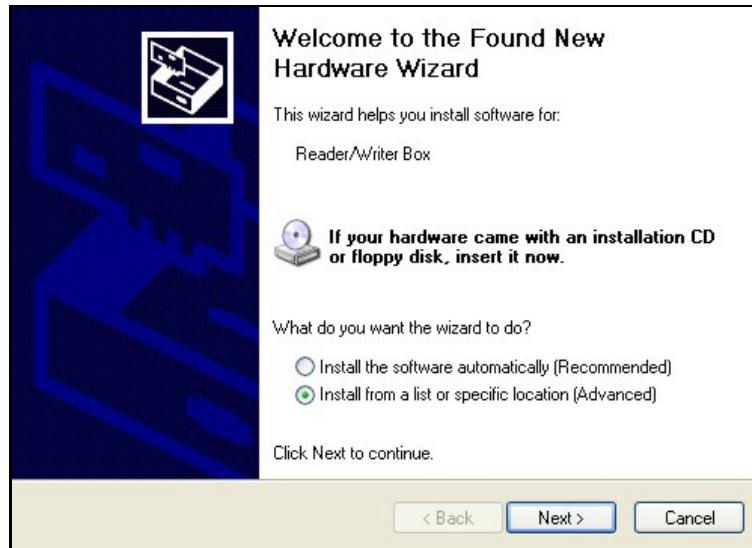 Welcome to the Found New
Hardware Wizard
This wizard helps you install software for:
Reader/Writer Box
If your hardware came with an installation CD
or floppy disk, insert it now.
What do you want the wizard to do?
Install the software automatically (Recommended)
Install from a list or specific location (Advanced)
Click Next to continue.
< Back
Next >
Cancel